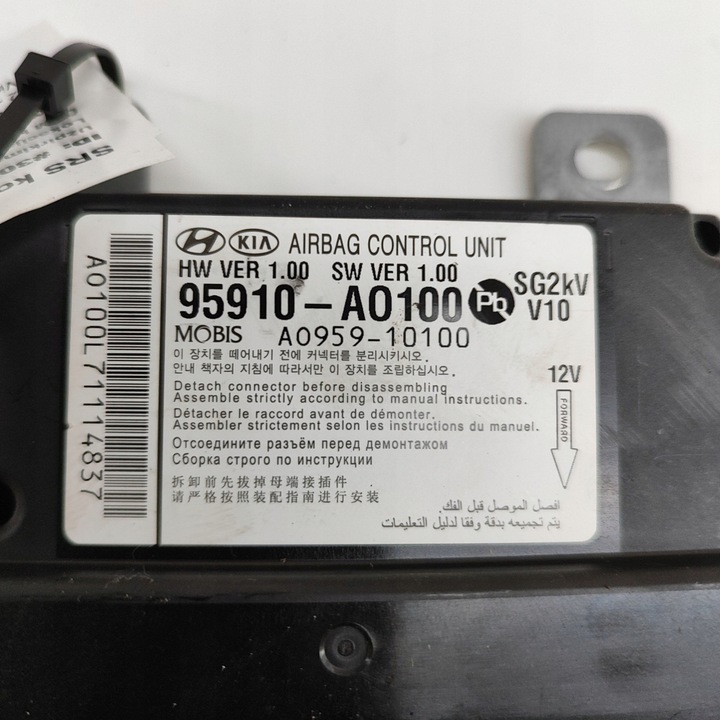 SRS ko
A0100L71114837
KIA AIRBAG CONTROL UNIT
HW VER 1.00 SW VER 1.00
95910-A0100 Pb SG2kV
V10
MOBIS A0959-10100
이 장치를 떼어내기 전에 커넥터를 분리시키시오.
안내 책자의 지침에 따라서만 이 장치를 조립하십시오.
12V
Detach connector before disassembling
Assemble strictly according to manual instructions.
FORWARD
Détacher le raccord avant de démonter.
Assembler strictement selon les instructions du manuel.
Отсоедините разъём перед демонтажом
Сборка строго по инструкции
拆卸前先拔掉母端接插件
请严格按照装配指南进行安装
افصل الموصل قبل الفك.
يتم تجميعه بدقة وفقا لدليل التعليمات